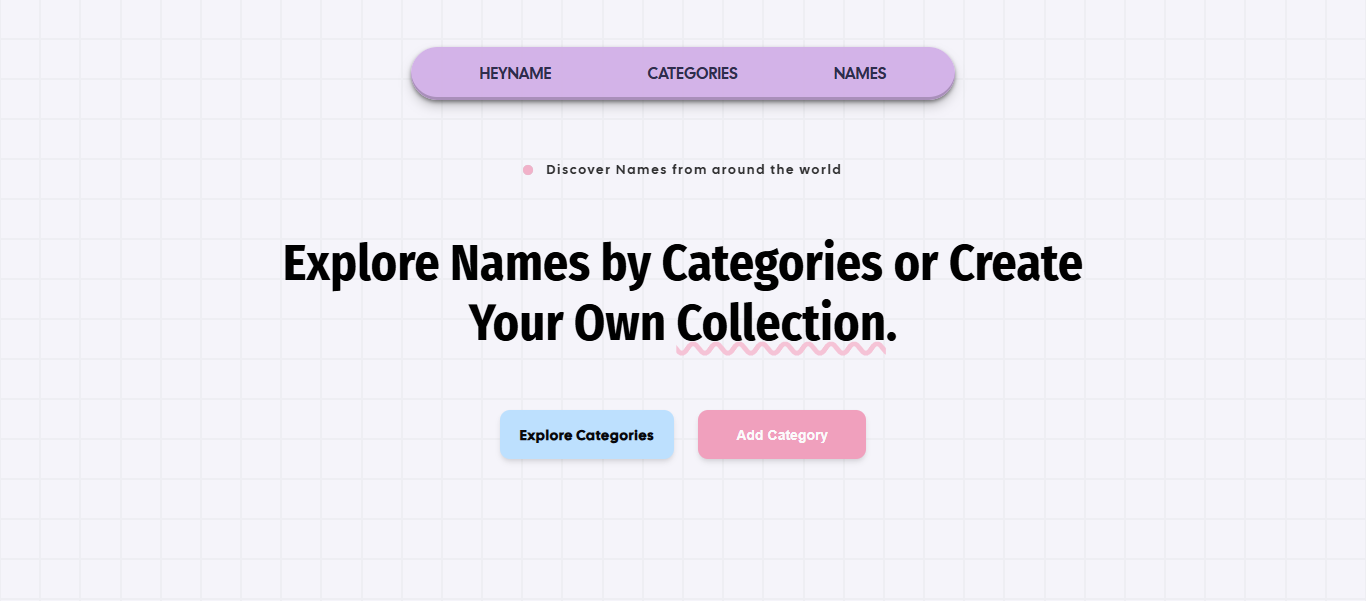 HEYNAME CATEGORIES NAMES
Discover Names from around the world
Explore Names by Categories or Create
Your Own Collection.
Explore Categories Add Category